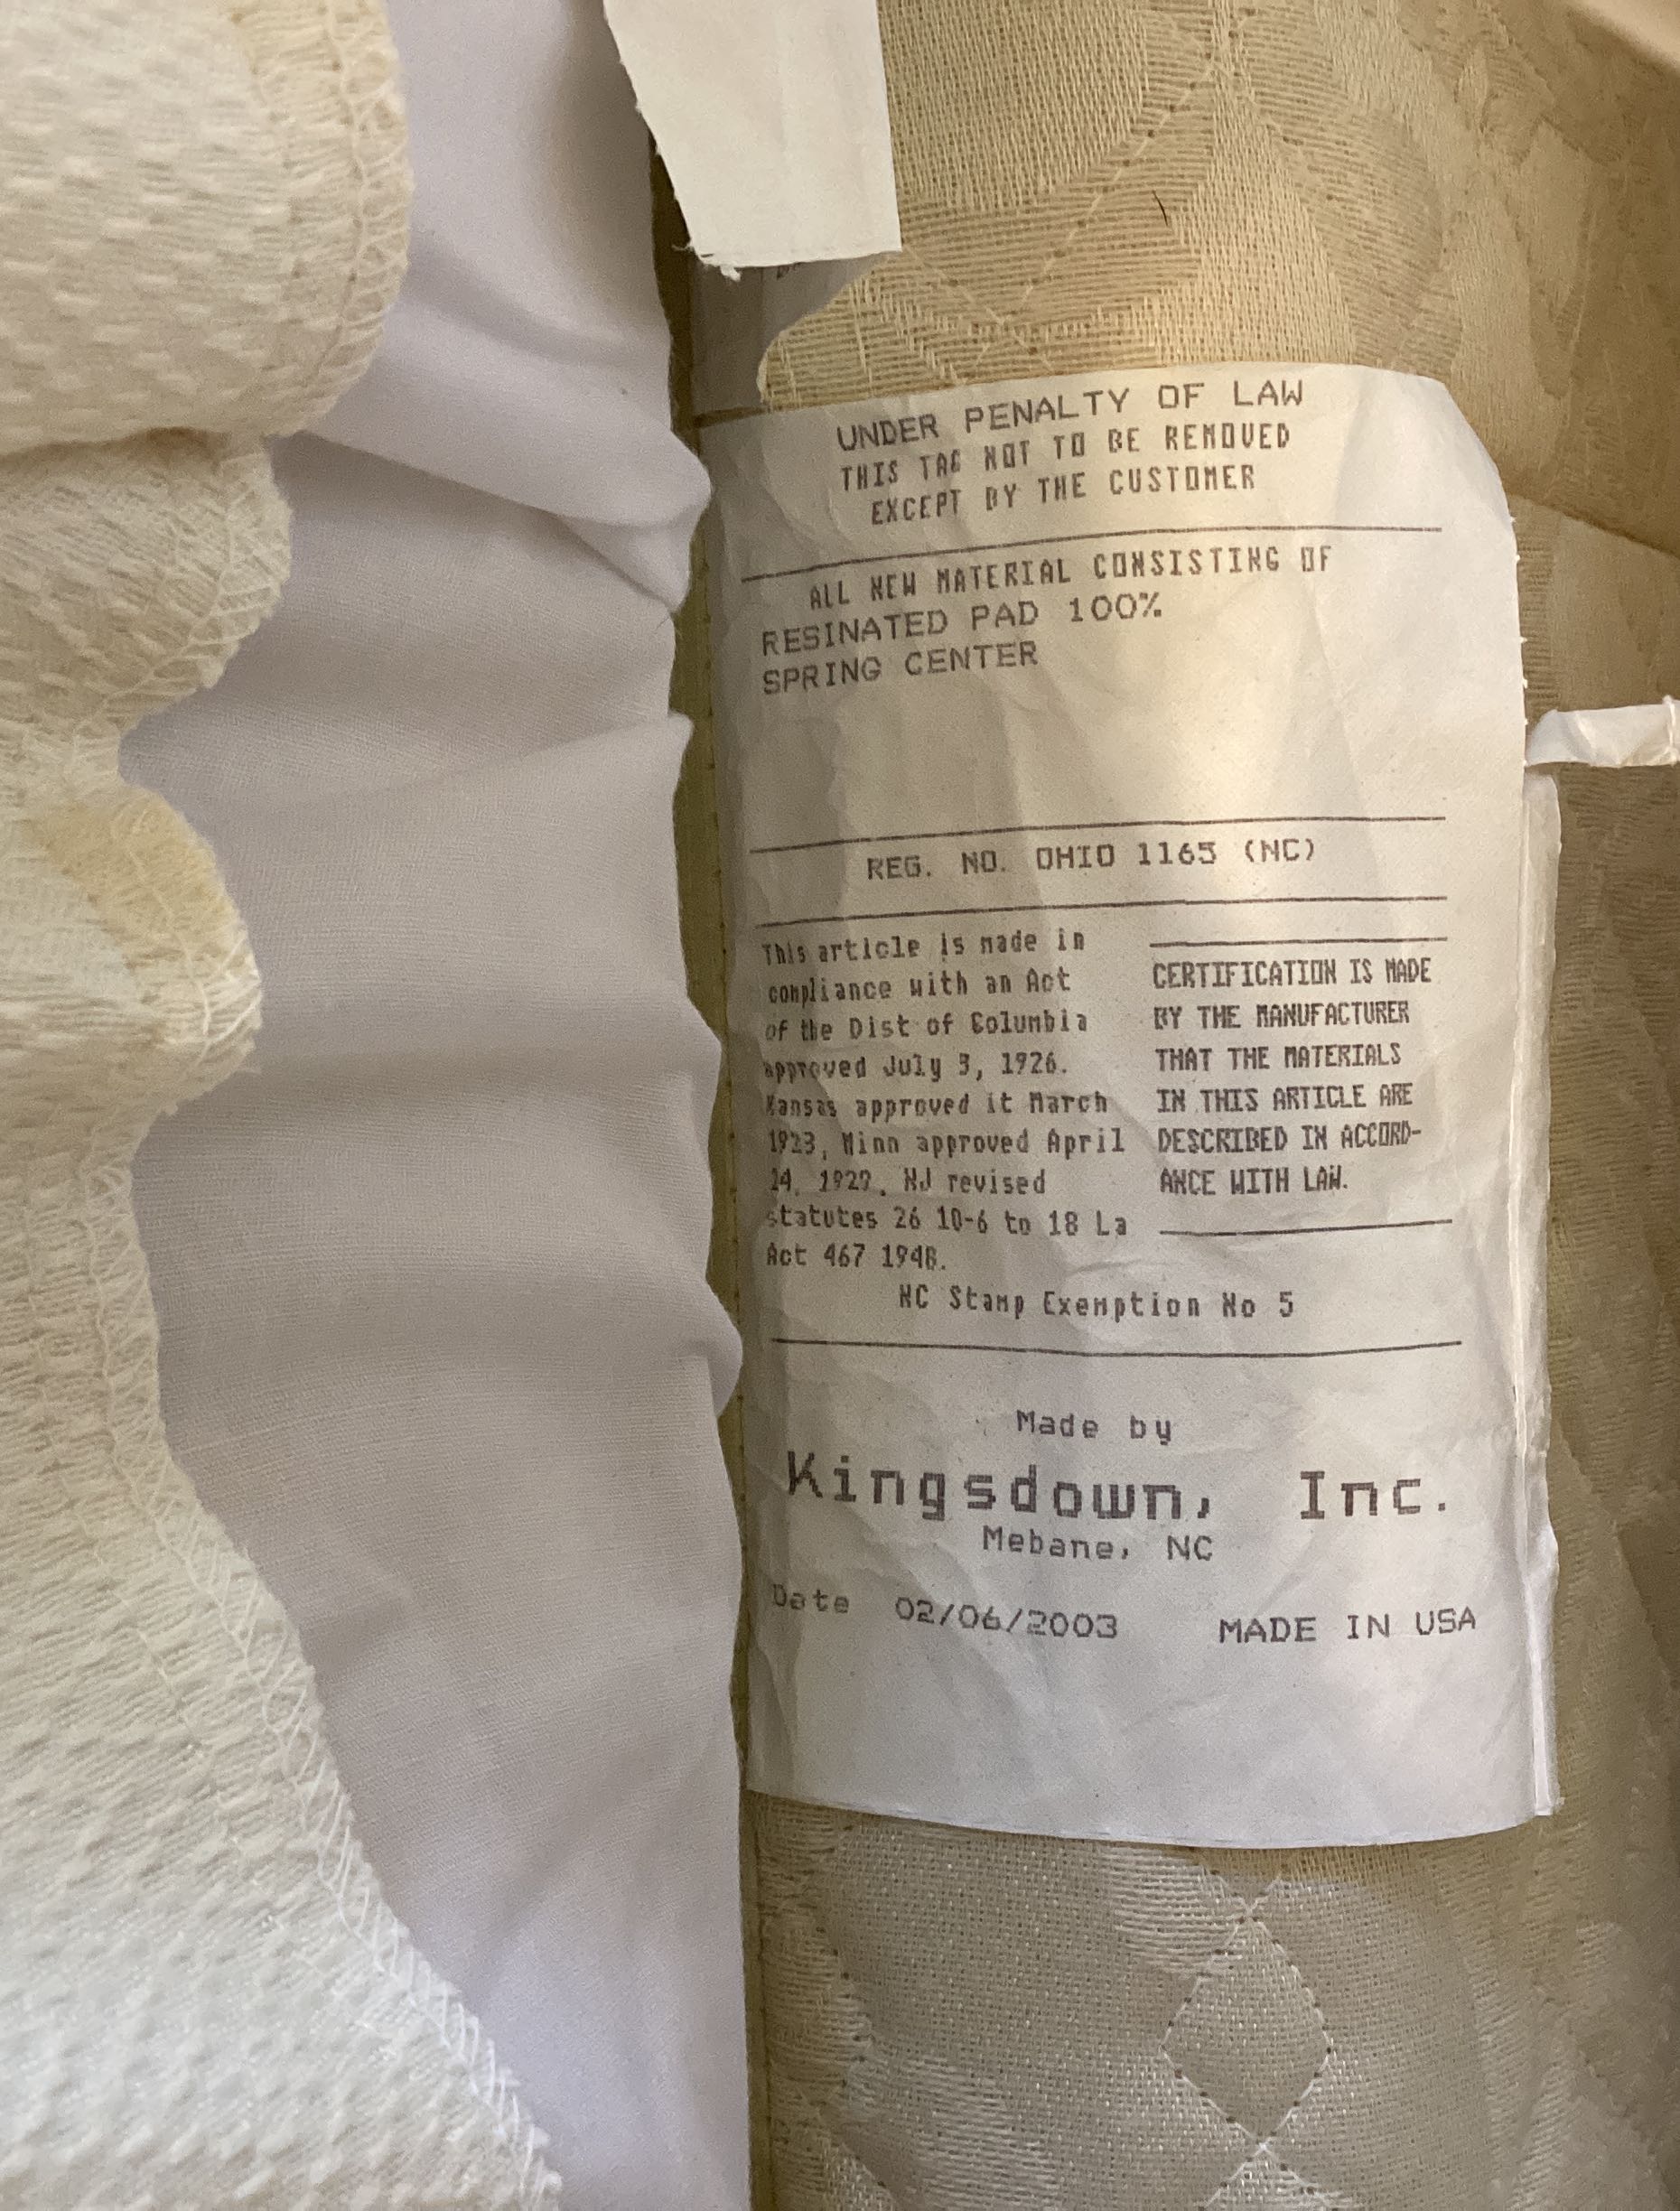 UNDER PENALTY OF LAW
THIS TAG NOT TO BE REMOVED
EXCEPT BY THE CUSTOMER
ALL NEW MATERIAL CONSISTING OF
RESINATED PAD 100%
SPRING CENTER
REG. NO. OHIO 1165 (NC)
This article is made in
compliance with an Act
of the Dist of Columbia
approved July 3, 1926.
Kansas approved it March
1923, Minn approved April
24, 1929. NJ revised
statutes 26 10-6 to 18 La
Act 467 1948.
CERTIFICATION IS MADE
BY THE MANUFACTURER
THAT THE MATERIALS
IN THIS ARTICLE ARE
DESCRIBED IN ACCORD-
ANCE WITH LAW.
NC Stamp Exemption No 5
Made by
Kingsdown, Inc.
Mebane, NC
Date 02/06/2003 MADE IN USA